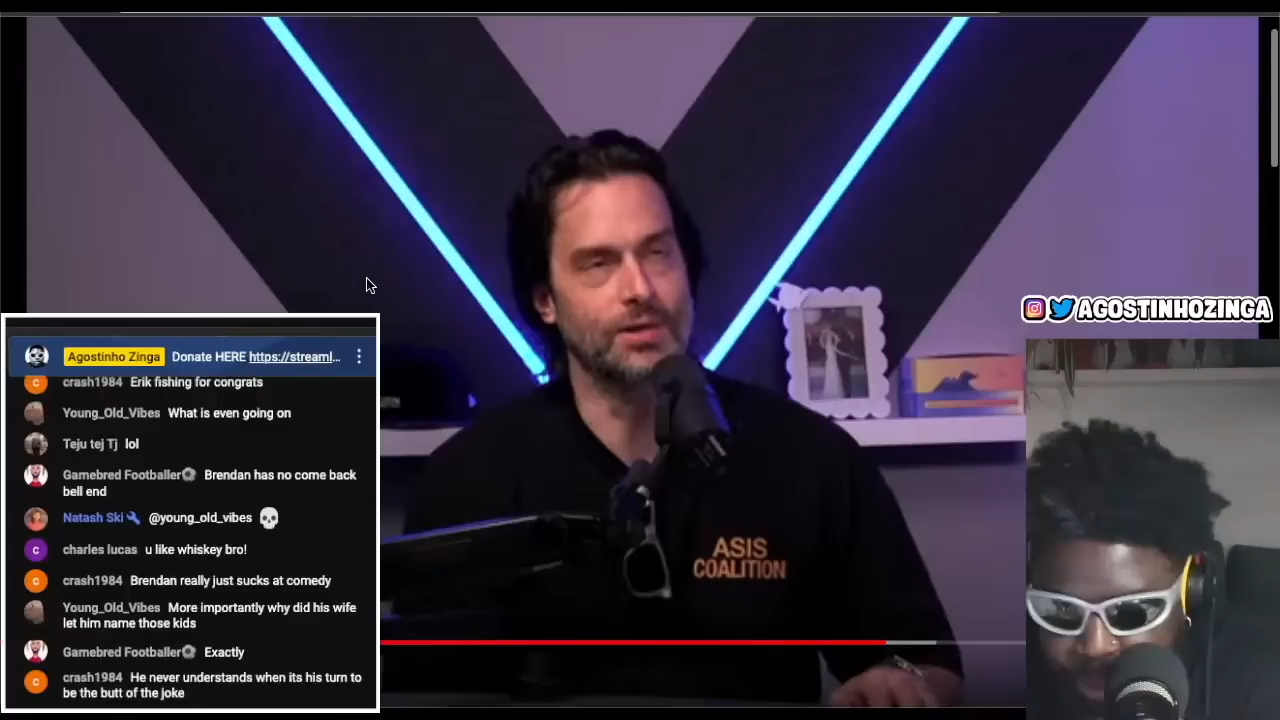 AGOSTINHOZINGA
Agostinho Zinga Donate HERE https://streaml...
crash1984 Erik fishing for congrats
Young_Old_Vibes What is even going on
Teju tej Tj lol
Gamebred Footballer⚽ Brendan has no come back
bell end
Natash Ski @young_old_vibes 💀
charles lucas u like whiskey bro!
crash1984 Brendan really just sucks at comedy
Young_Old_Vibes More importantly why did his wife
let him name those kids
Gamebred Footballer⚽ Exactly
crash1984 He never understands when its his turn to
be the butt of the joke
ASIS
COALITION